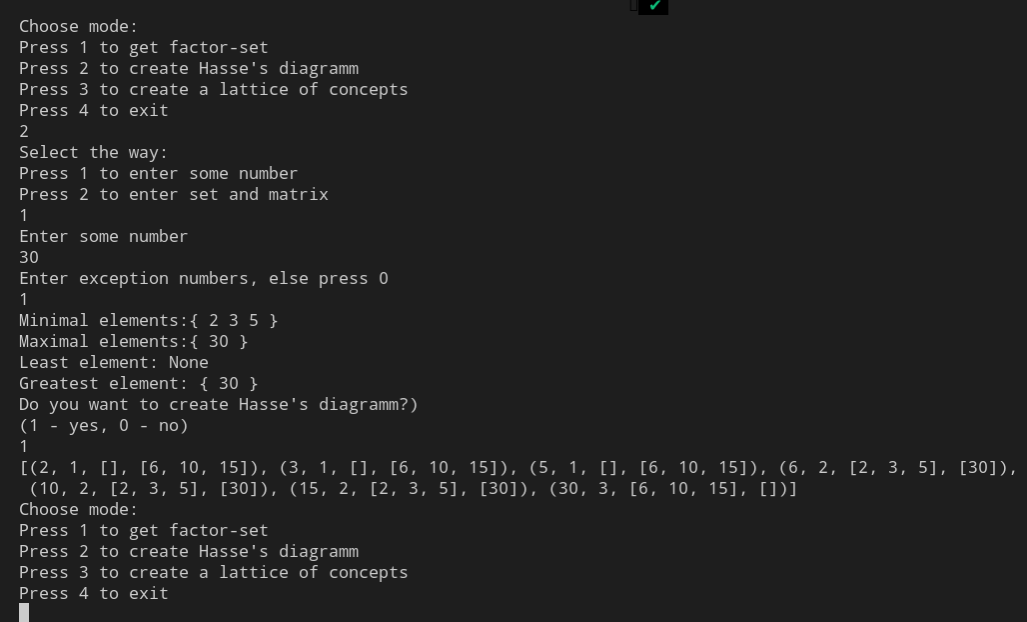 Choose mode:
Press 1 to get factor-set
Press 2 to create Hasse's diagramm
Press 3 to create a lattice of concepts
Press 4 to exit
2
Select the way:
Press 1 to enter some number
Press 2 to enter set and matrix
1
Enter some number
30
Enter exception numbers, else press 0
1
Minimal elements:{ 2 3 5 }
Maximal elements:{ 30 }
Least element: None
Greatest element: { 30 }
Do you want to create Hasse's diagramm?)
(1 - yes, 0 - no)
1
[(2, 1, [], [6, 10, 15]), (3, 1, [], [6, 10, 15]), (5, 1, [], [6, 10, 15]), (6, 2, [2, 3, 5], [30]),
(10, 2, [2, 3, 5], [30]), (15, 2, [2, 3, 5], [30]), (30, 3, [6, 10, 15], [])]
Choose mode:
Press 1 to get factor-set
Press 2 to create Hasse's diagramm
Press 3 to create a lattice of concepts
Press 4 to exit